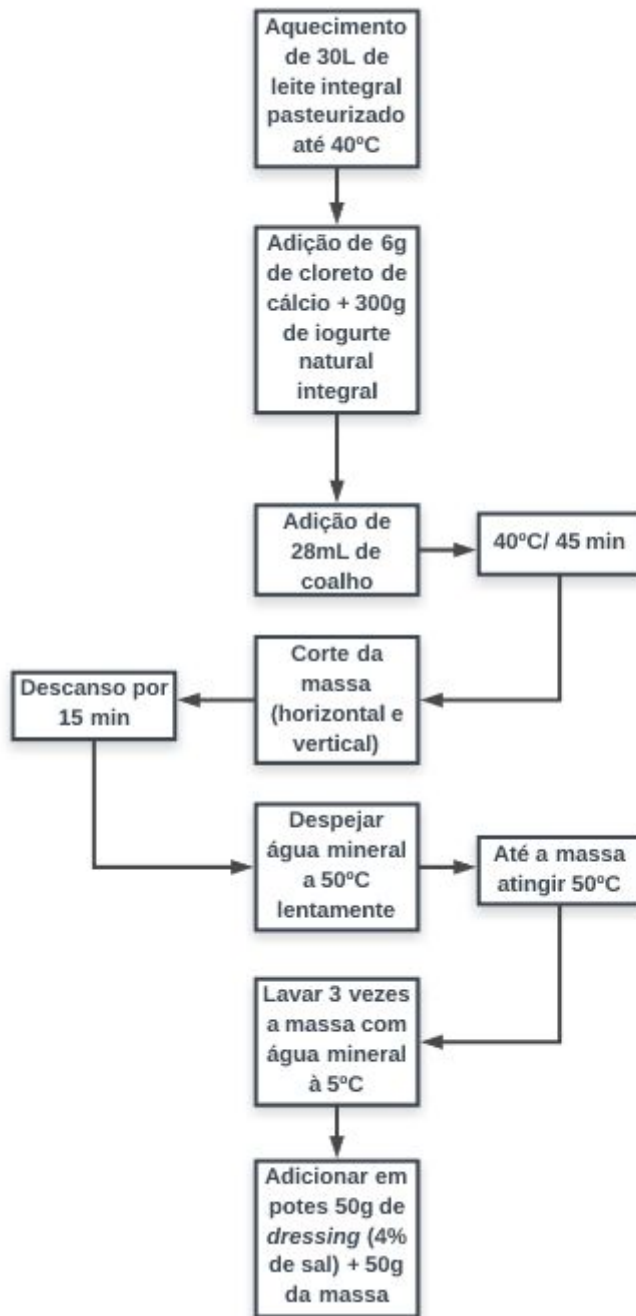 Aquecimento
de 30L de
leite integral
pasteurizado
até 40ºC
Adição de 6g
de cloreto de
cálcio + 300g
de iogurte
natural
integral
Adição de
28mL de
coalho
40ºC/ 45 min
Corte da
massa
(horizontal e
vertical)
Descanso por
15 min
Despejar
água mineral
a 50ºC
lentamente
Até a massa
atingir 50ºC
Lavar 3 vezes
a massa com
água mineral
à 5ºC
Adicionar em
potes 50g de
dressing (4%
de sal) + 50g
da massa